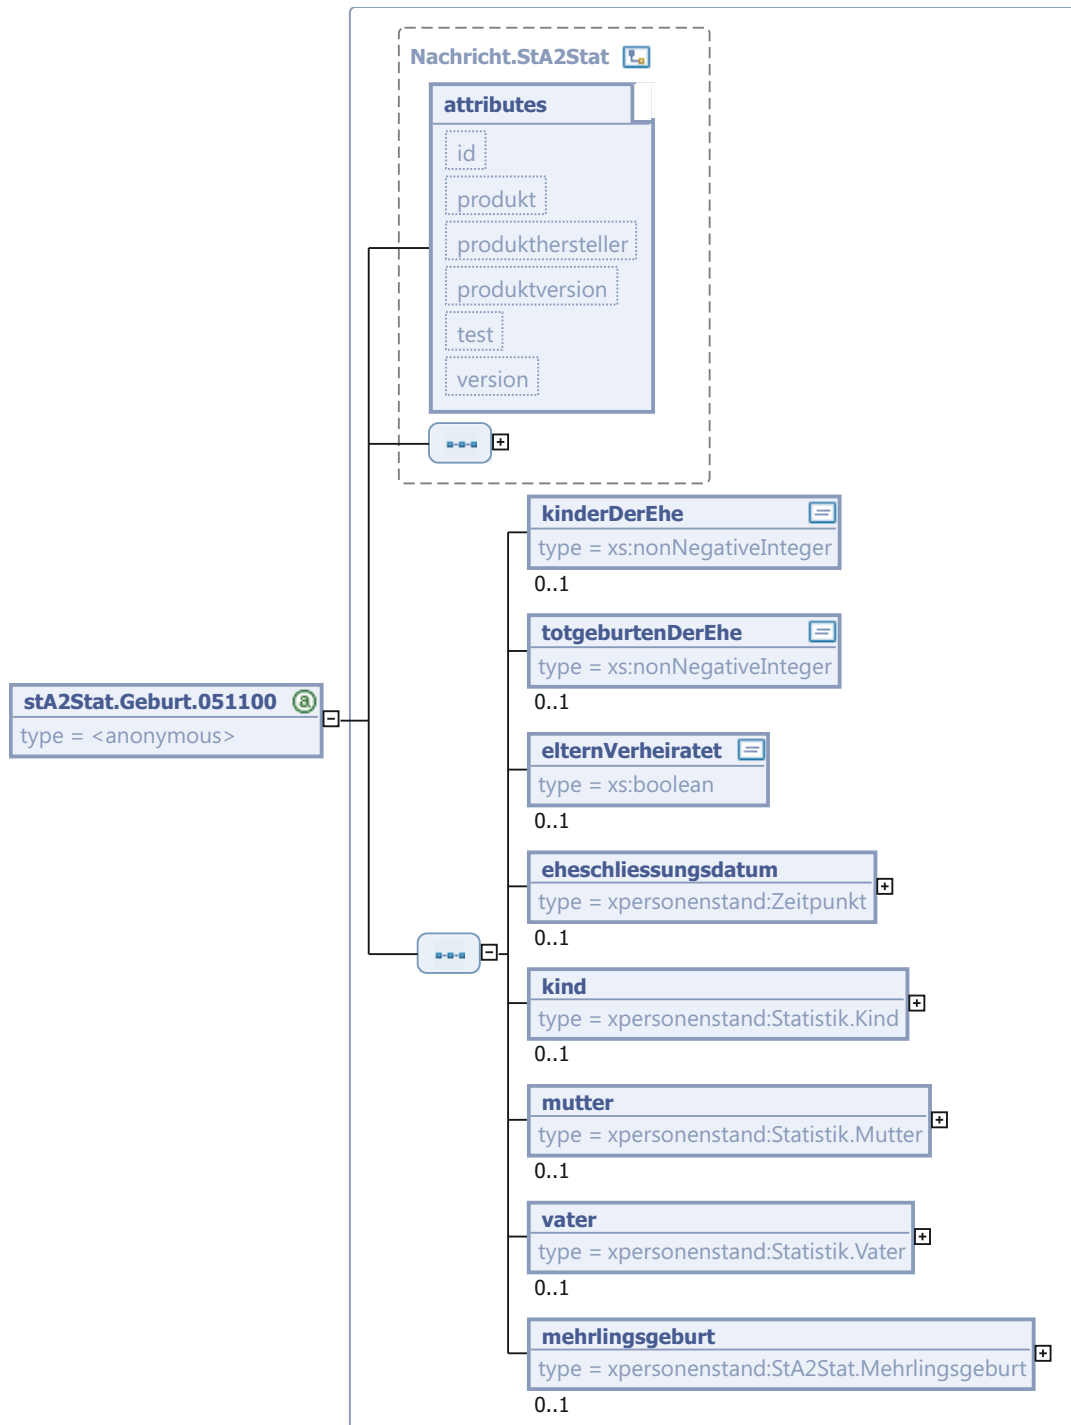 Nachricht.StA2Stat
attributes
id
produkt
produkthersteller
produktversion
test
version
kinderDerEhe
type = xs:nonNegativeInteger
0..1
totgeburtenDerEhe
type = xs:nonNegativeInteger
0..1
stA2Stat.Geburt.051100
type = <anonymous>
elternVerheiratet
type = xs:boolean
0..1
eheschliessungsdatum
type = xpersonenstand:Zeitpunkt
0..1
kind
type = xpersonenstand:Statistik.Kind
0..1
mutter
type = xpersonenstand:Statistik.Mutter
0..1
vater
type = xpersonenstand:Statistik.Vater
0..1
mehrlingsgeburt
type = xpersonenstand:StA2Stat.Mehrlingsgeburt
0..1